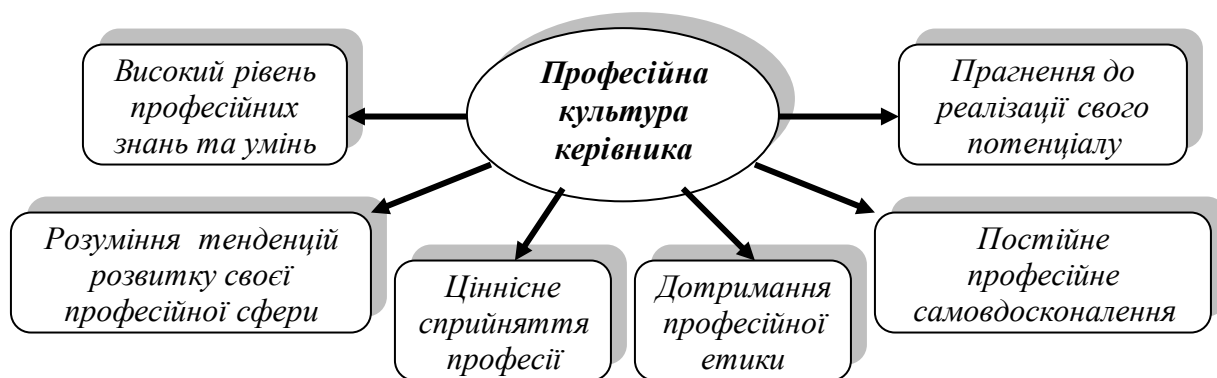 Професійна
культура
керівника
Високий рівень
професійних
знань та умінь
Прагнення до
реалізації свого
потенціалу
Розуміння тенденцій
розвитку своєї
професійної сфери
Ціннісне
сприйняття
професії
Дотримання
професійної
етики
Постійне
професійне
самовдосконалення